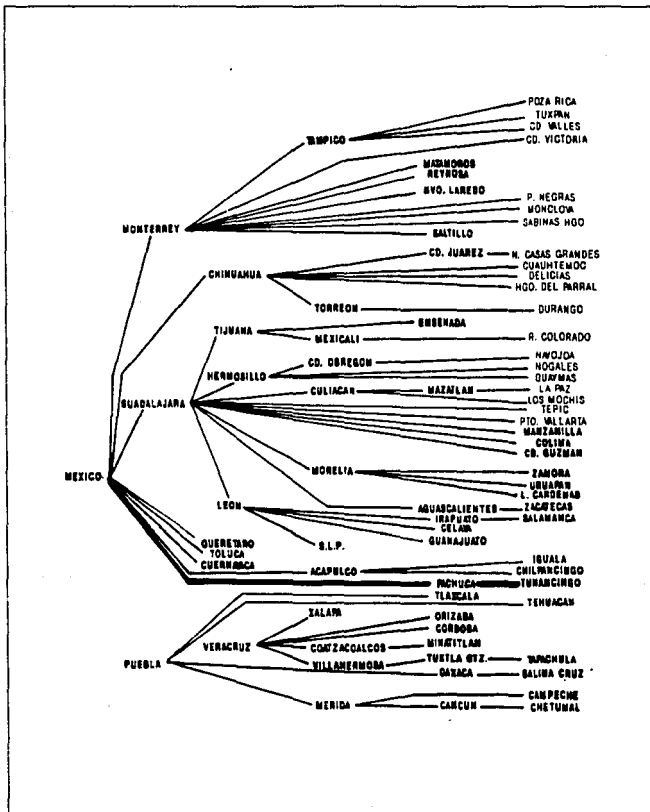 POZA RICA
TUXPAN
TAMPICO
CD. VALLES
CD. VICTORIA
MATAMOROS
REYNOSA
NVO. LAREDO
P. NEGRAS
MONCLOVA
SABINAS HGO
MONTERREY
SALTILLO
CD. JUAREZ
N. CASAS GRANDES
CUAUHTEMOC
CHIHUAHUA
DELICIAS
HGO. DEL PARRAL
TORREON
DURANGO
ENSENADA
TIJUANA
MEXICALI
R. COLORADO
NAVOJOA
CD. OBREGON
NOGALES
HERMOSILLO
GUAYMAS
CULIACAN
MAZATLAN
LA PAZ
GUADALAJARA
LOS MOCHIS
TEPIC
PTO. VALLARTA
MANZANILLA
COLIMA
CD. GUZMAN
MORELIA
ZAMORA
MEXICO
URUAPAN
L. CARDENAS
LEON
AGUASCALIENTES
ZACATECAS
IRAPUATO
SALAMANCA
CELAYA
QUERETARO
S.L.P.
GUANAJUATO
TOLUCA
CUERNAVACA
IGUALA
ACAPULCO
CHILPANCINGO
PACHUCA
TUNANCINGO
TLAXCALA
TEHUACAN
XALAPA
ORIZABA
CORDOBA
VERACRUZ
COATZACOALCOS
MINATITLAN
PUEBLA
VILLAHERMOSA
TUXTLA GTZ.
TAPACHULA
OAXACA
SALINA CRUZ
CAMPECHE
MERIDA
CANCUN
CHETUMAL